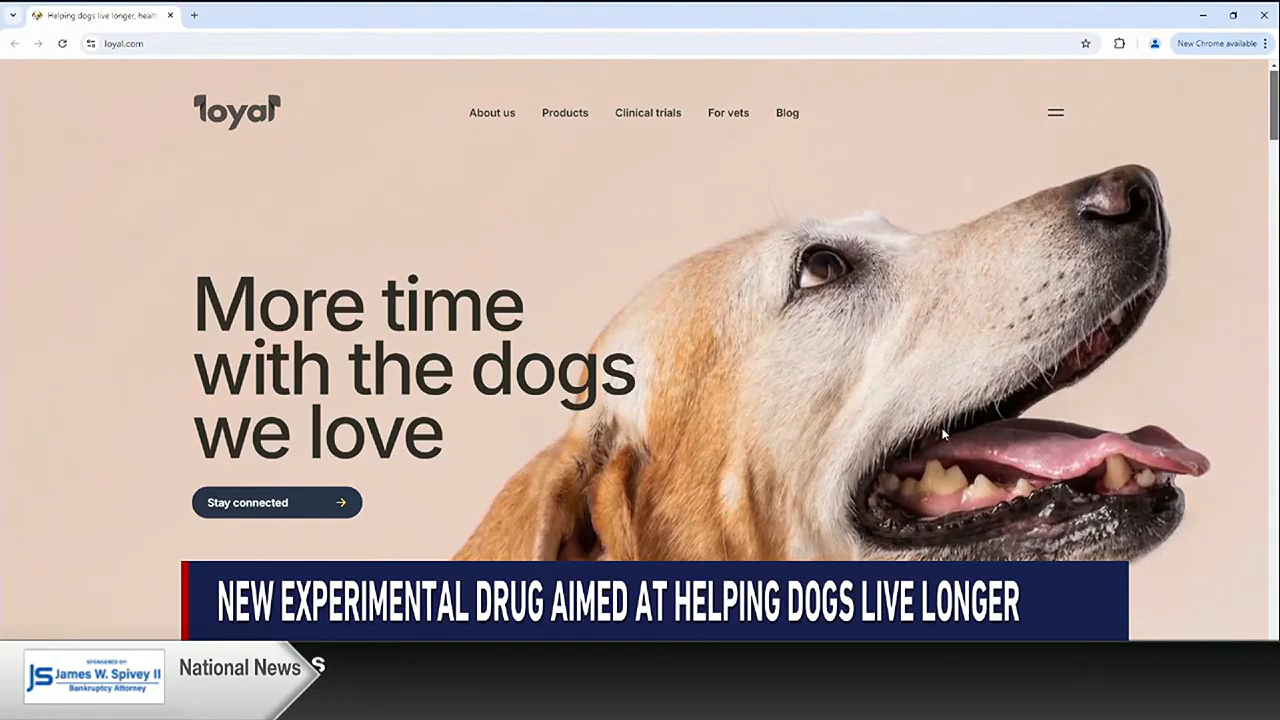 Helping dogs live longer, healt
loyal.com
New Chrome available
loyal
About us
Products
Clinical trials
For vets
Blog
More time
with the dogs
we love
Stay connected
NEW EXPERIMENTAL DRUG AIMED AT HELPING DOGS LIVE LONGER
SPONSORED BY:
JS James W. Spivey II
Bankruptcy Attorney
National News
S